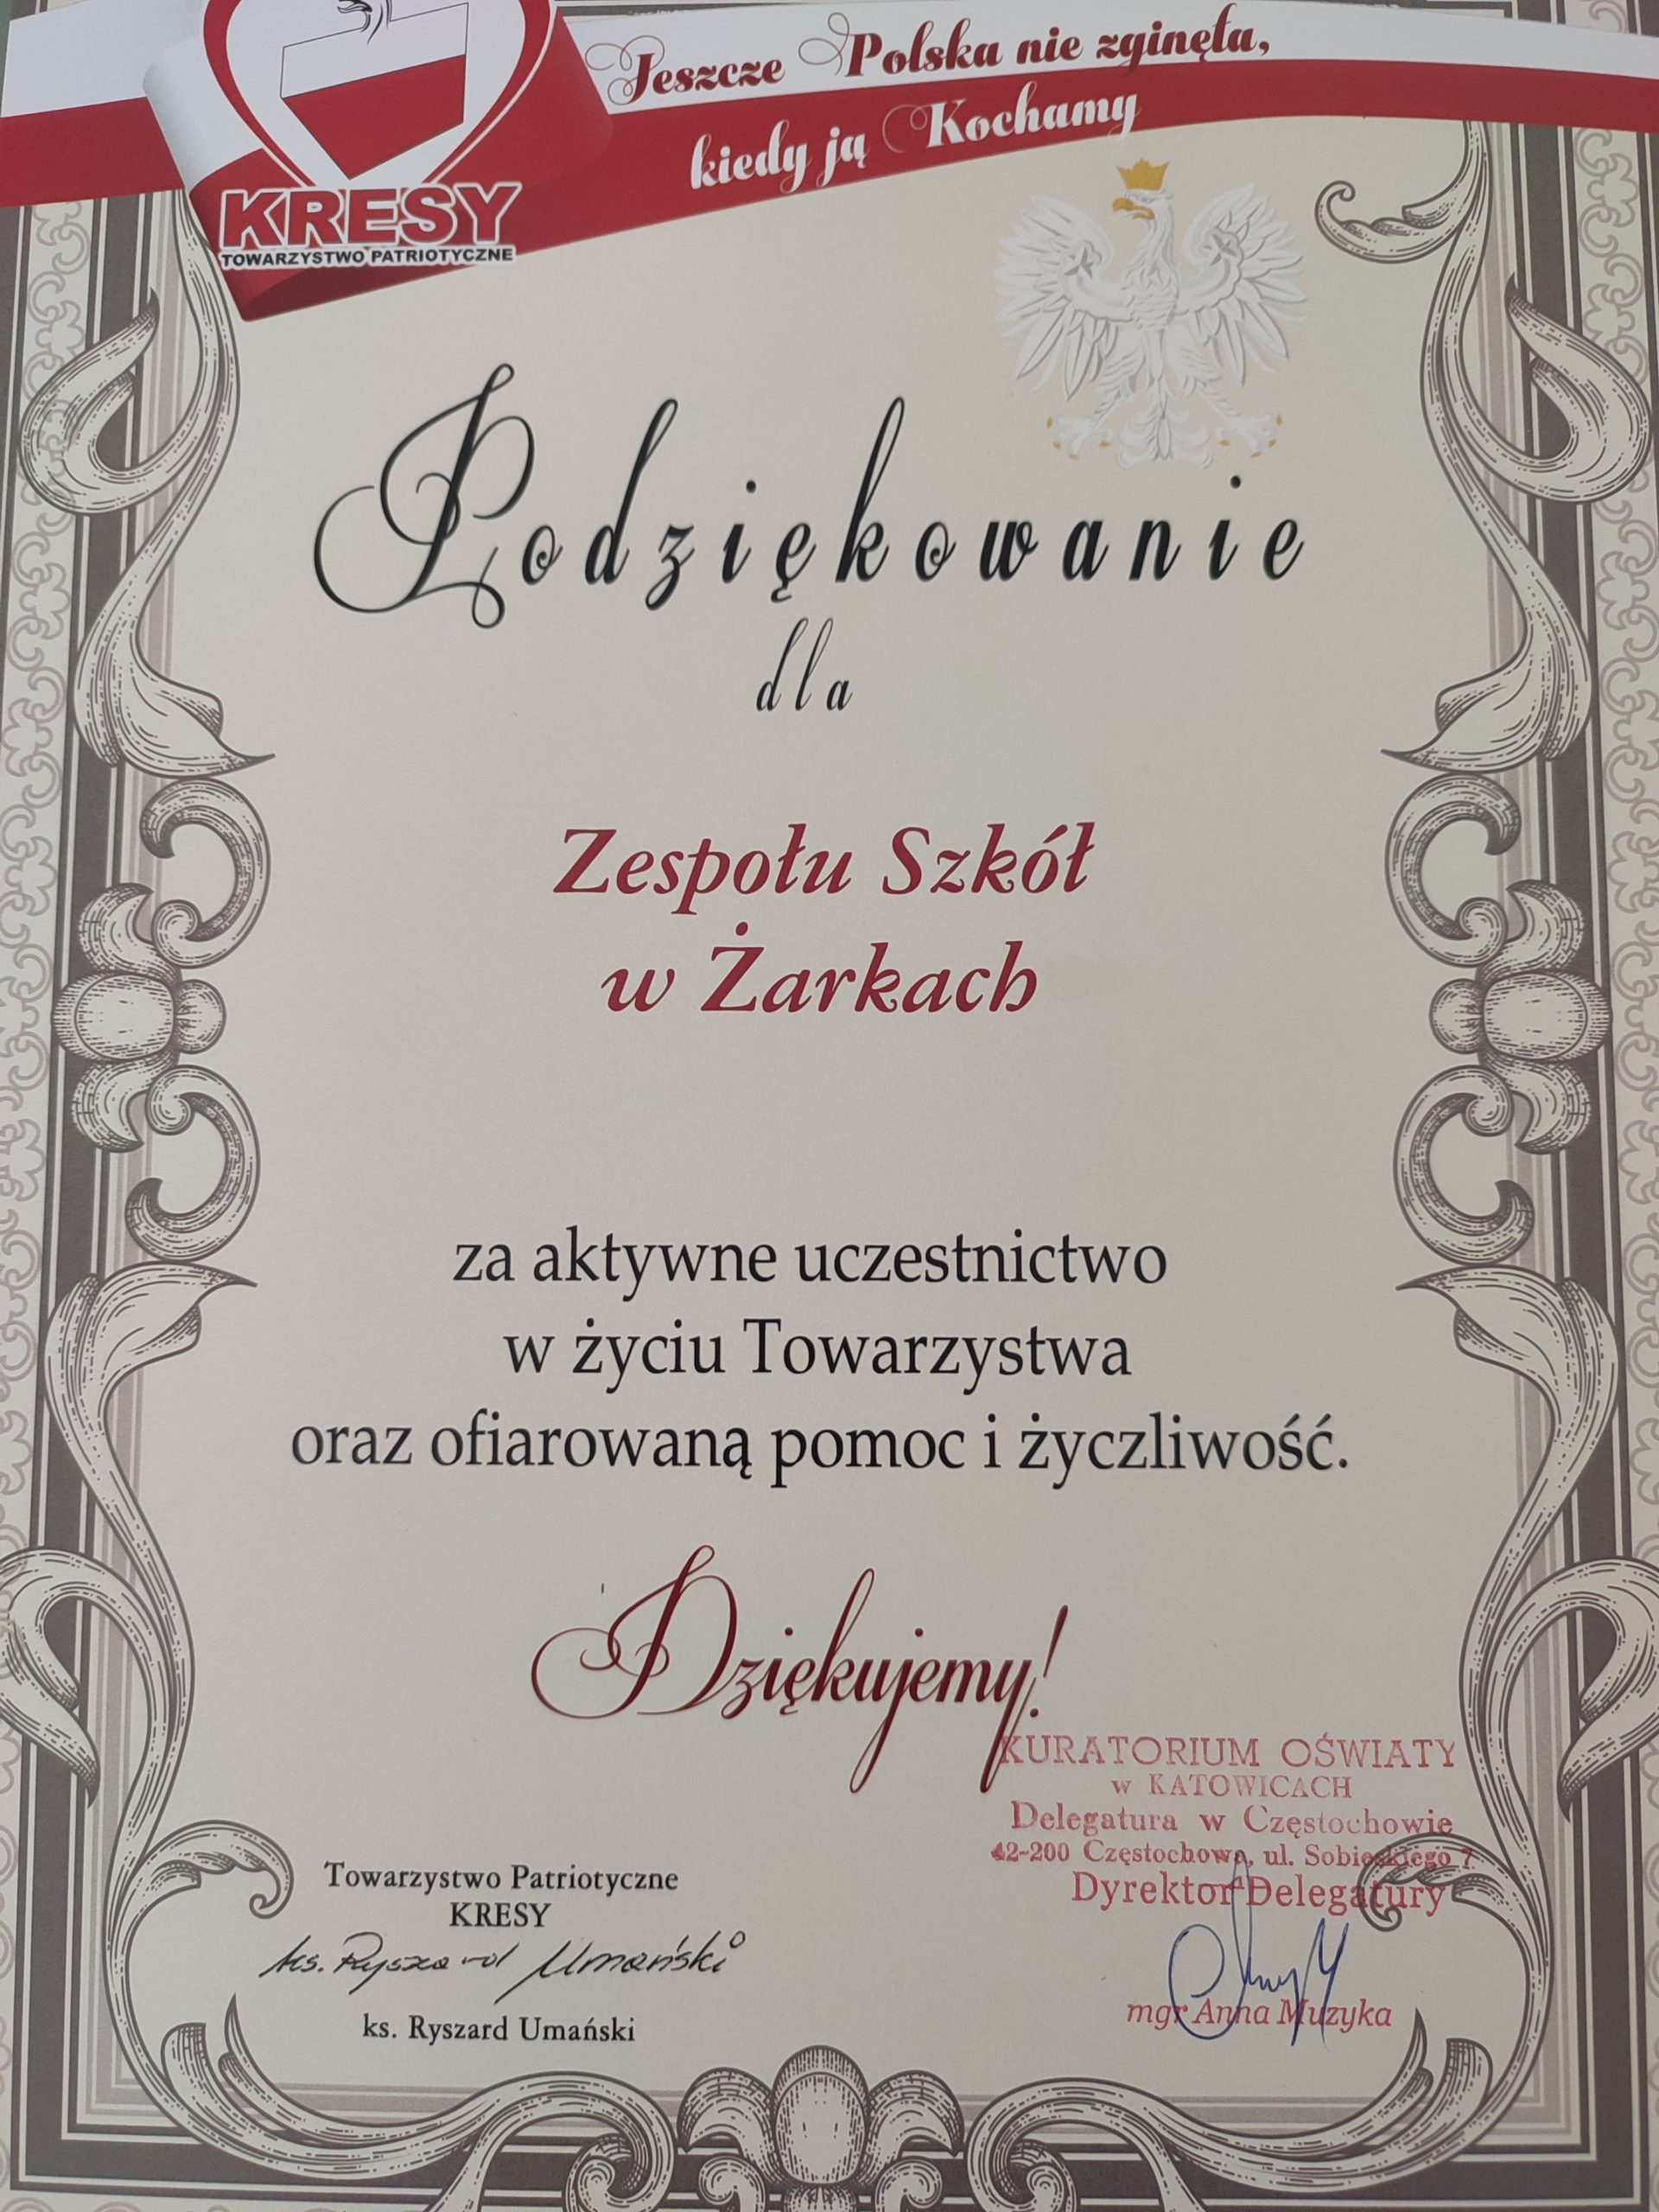 Jeszcze Polska nie zginęła,
kiedy ją Kochamy
KRESY
TOWARZYSTWO PATRIOTYCZNE
Podziękowanie
dla
Zespołu Szkół
w Żarkach
za aktywne uczestnictwo
w życiu Towarzystwa
oraz ofiarowaną pomoc i życzliwość.
Dziękujemy!
KURATORIUM OŚWIATY
w KATOWICACH
Delegatura w Częstochowie
42-200 Częstochowa, ul. Sobieskiego 7
Dyrektor Delegatury
mgr Anna Muzyka
Towarzystwo Patriotyczne
KRESY
ks. Ryszard Umański
ks. Ryszard Umański